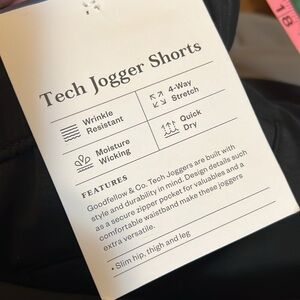 Tech Jogger Shorts
Wrinkle
Resistant
4-Way
Stretch
Moisture
Wicking
Quick
Dry
FEATURES
Goodfellow & Co. Tech Joggers are built with
style and durability in mind. Design details such
as a secure zipper pocket for valuables and a
comfortable waistband make these joggers
extra versatile.
• Slim hip, thigh and leg
18